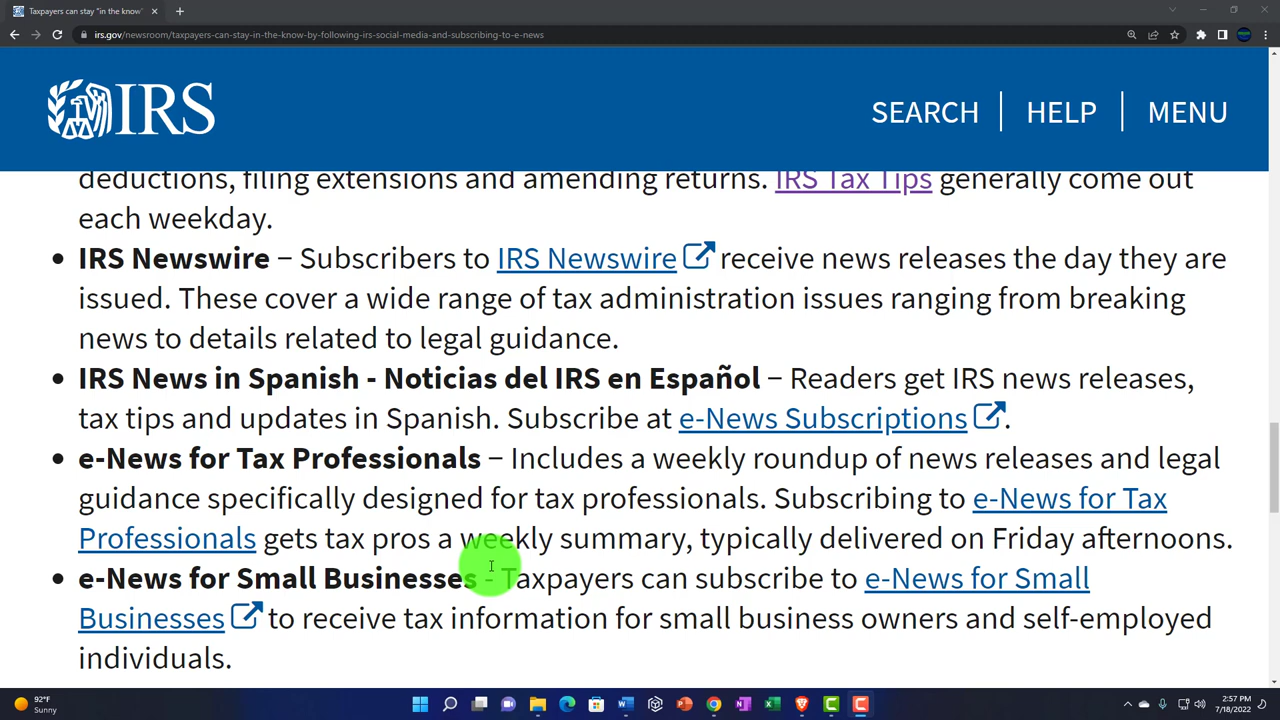 Taxpayers can stay "in the know"
irs.gov/newsroom/taxpayers-can-stay-in-the-know-by-following-irs-social-media-and-subscribing-to-e-news
IRS
SEARCH
HELP
MENU
deductions, filing extensions and amending returns. IRS Tax Tips generally come out
each weekday.
IRS Newswire – Subscribers to IRS Newswire receive news releases the day they are
issued. These cover a wide range of tax administration issues ranging from breaking
news to details related to legal guidance.
IRS News in Spanish - Noticias del IRS en Español – Readers get IRS news releases,
tax tips and updates in Spanish. Subscribe at e-News Subscriptions.
e-News for Tax Professionals – Includes a weekly roundup of news releases and legal
guidance specifically designed for tax professionals. Subscribing to e-News for Tax
Professionals gets tax pros a weekly summary, typically delivered on Friday afternoons.
e-News for Small Businesses - Taxpayers can subscribe to e-News for Small
Businesses to receive tax information for small business owners and self-employed
individuals.
92°F
Sunny
2:57 PM
7/18/2022